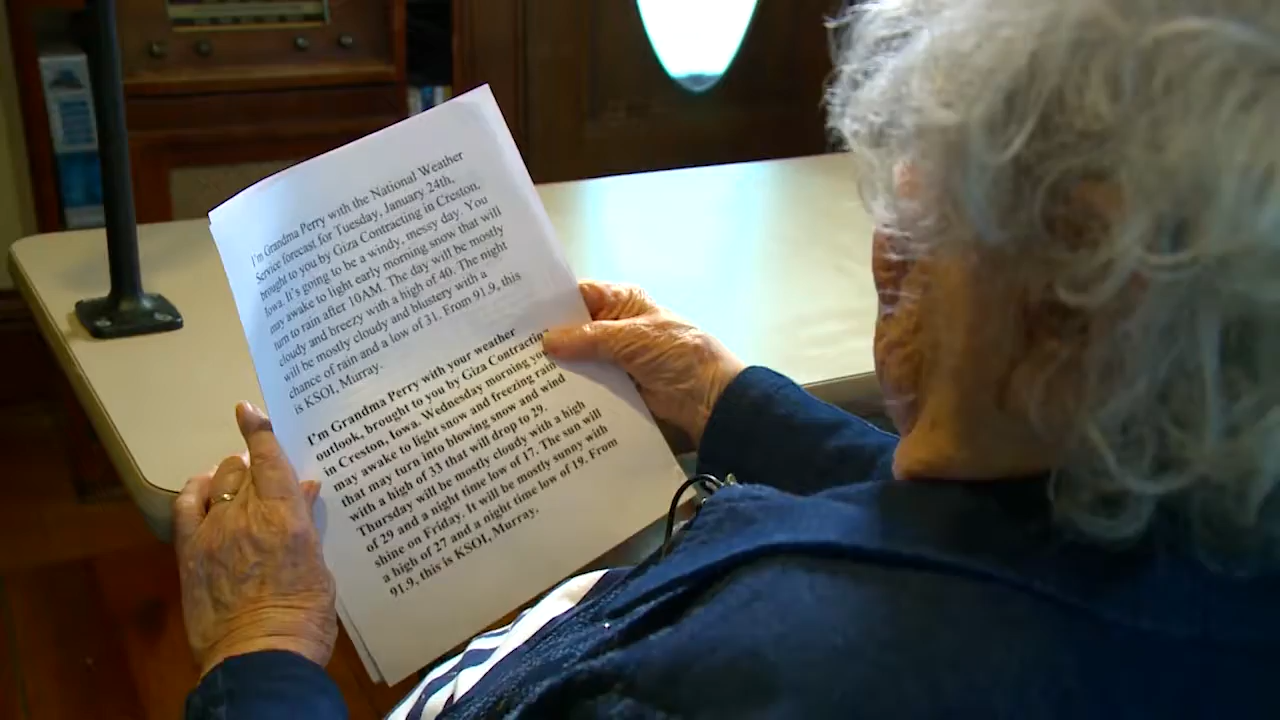 I'm Grandma Perry with the National Weather
Service forecast for Tuesday, January 24th,
brought to you by Giza Contracting in Creston,
Iowa. It's going to be a windy, messy day. You
may awake to light early morning snow that will
turn to rain after 10AM. The day will be mostly
cloudy and breezy with a high of 40. The night
will be mostly cloudy and blustery with a
chance of rain and a low of 31. From 91.9, this
is KSOI, Murray.
I'm Grandma Perry with your weather
outlook, brought to you by Giza Contracting
in Creston, Iowa. Wednesday morning you
may awake to light snow and freezing rain
that may turn into blowing snow and wind
with a high of 33 that will drop to 29.
Thursday will be mostly cloudy with a high
of 29 and a night time low of 17. The sun will
shine on Friday. It will be mostly sunny with
a high of 27 and a night time low of 19. From
91.9, this is KSOI, Murray.